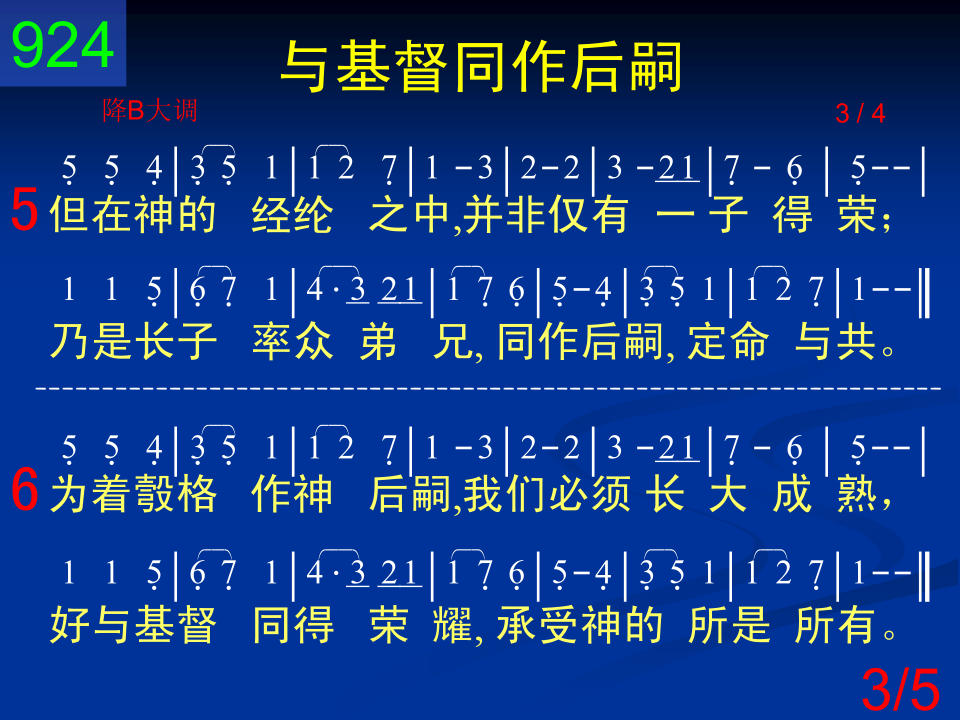 924
与基督同作后嗣
降B大调
3 / 4
5̣ 5̣ 4̣|3̣ 5̣ 1|1 2 7̣|1 -3|2-2|3 -21|7̣ - 6̣ | 5̣--|
5 但在神的 经纶 之中,并非仅有 一 子 得 荣；
1 1 5̣|6̣ 7̣ 1|4·3 21|1 7̣ 6̣|5̣-4̣|3̣ 5̣ 1|1 2 7̣|1--‖
乃是长子 率众 弟 兄, 同作后嗣, 定命 与共。
5̣ 5̣ 4̣|3̣ 5̣ 1|1 2 7̣|1 -3|2-2|3 -21|7̣ - 6̣ | 5̣--|
6 为着彀格 作神 后嗣,我们必须 长 大 成 熟，
1 1 5̣|6̣ 7̣ 1|4·3 21|1 7̣ 6̣|5̣-4̣|3̣ 5̣ 1|1 2 7̣|1--‖
好与基督 同得 荣 耀, 承受神的 所是 所有。
3/5